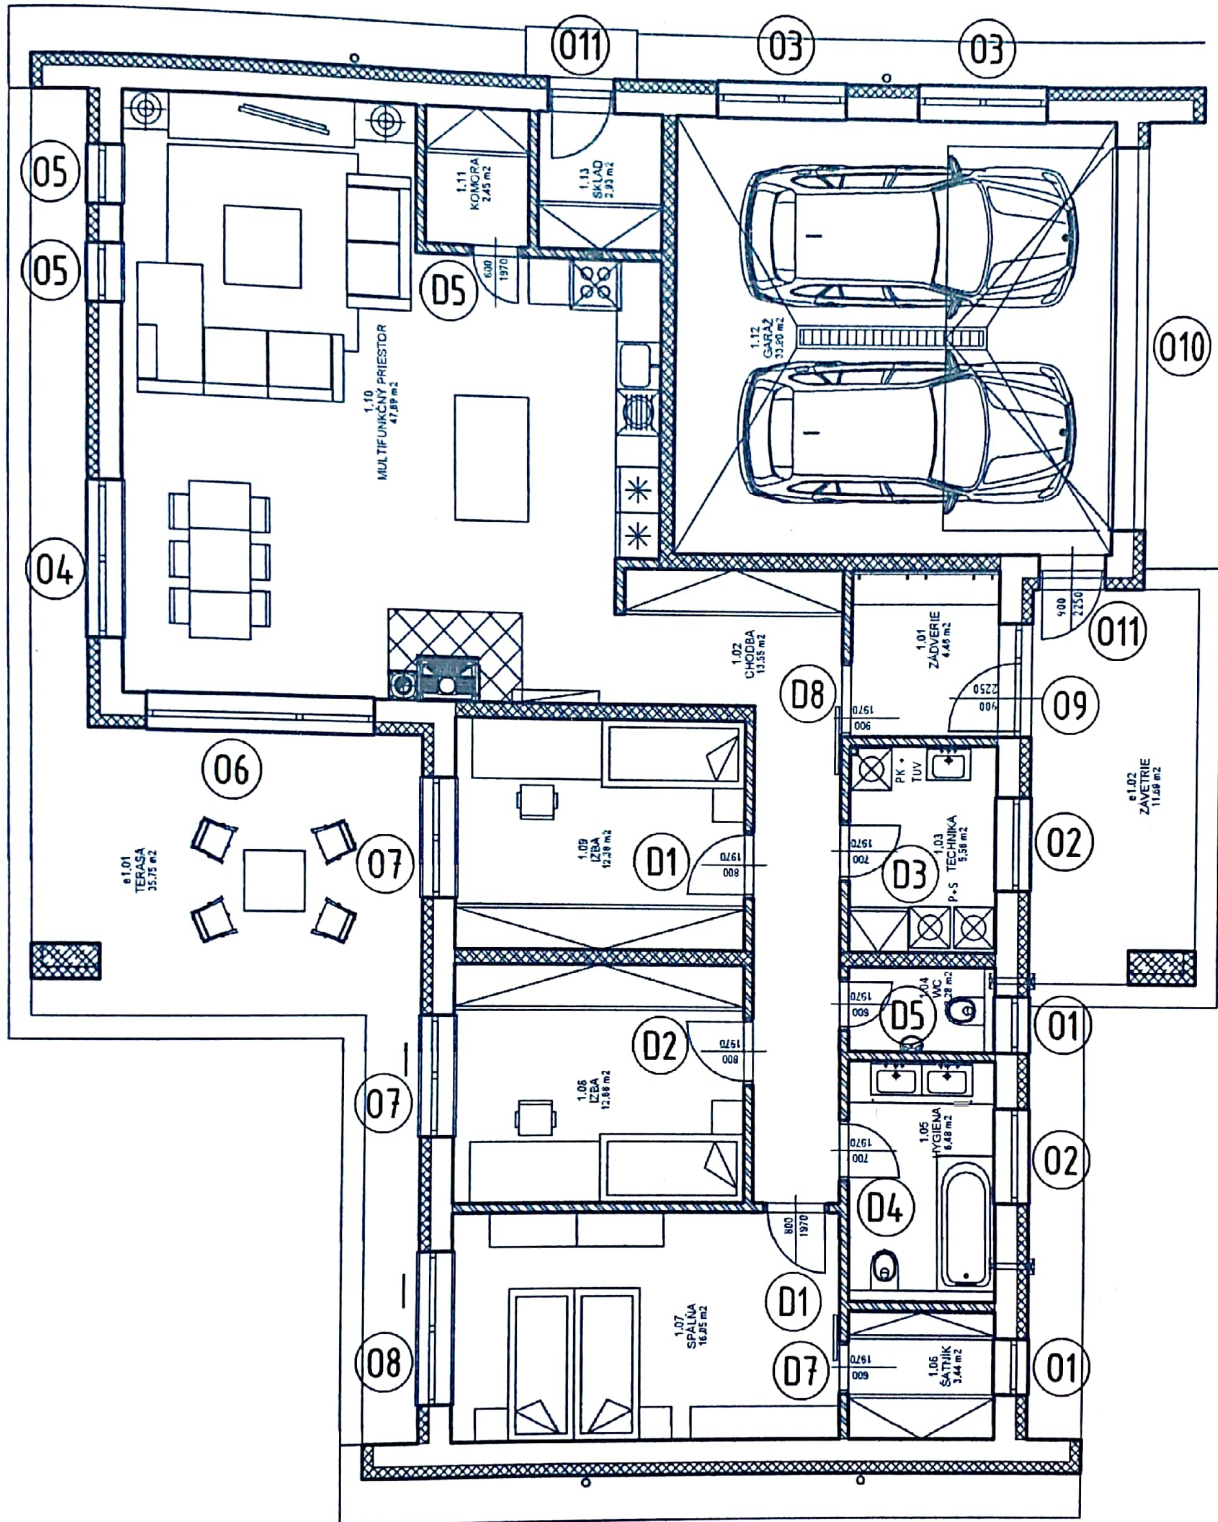 O11
O3
O3
O5
O5
O4
O6
O7
O7
O8
O10
O11
O9
O2
O1
O2
O1
D5
D8
D1
D3
D2
D5
D4
D1
D7
1.11
KOMORA
2.45 m2
1.13
SKLAD
2.93 m2
1.12
GARÁŽ
33.20 m2
1.10
MULTIFUNKČNÝ PRIESTOR
47.89 m2
600
1970
1.02
CHODBA
13.55 m2
1.01
ZÁDVERIE
4.46 m2
900
2250
900
2250
900
1970
e1.01
TERASA
35.75 m2
e1.02
ZÁVETRIE
11.69 m2
1.09
IZBA
12.38 m2
800
1970
PK +
TUV
1.03
TECHNIKA
5.56 m2
P+S
700
1970
1.04
WC
600
1970
1.08
IZBA
12.66 m2
800
1970
1.05
HYGIENA
6.48 m2
700
1970
1.07
SPÁLŇA
16.05 m2
800
1970
1.06
ŠATNÍK
3.44 m2
600
1970